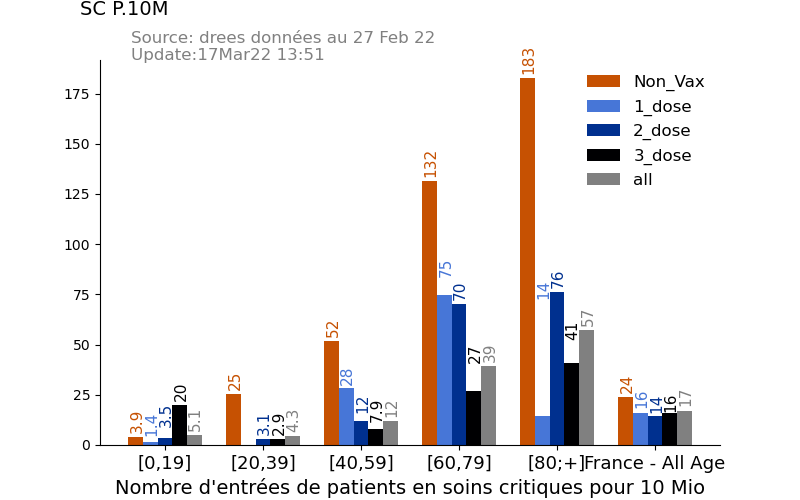 SC P.10M
Source: drees données au 27 Feb 22
Update:17Mar22 13:51
Non_Vax
1_dose
2_dose
3_dose
all
175
150
125
100
75
50
25
0
3.9 1.4 3.5 20 5.1
25 3.1 2.9 4.3
52 28 12 7.9 12
132 75 70 27 39
183 14 76 41 57
24 16 14 16 17
[0,19] [20,39] [40,59] [60,79] [80;+] France - All Age
Nombre d'entrées de patients en soins critiques pour 10 Mio